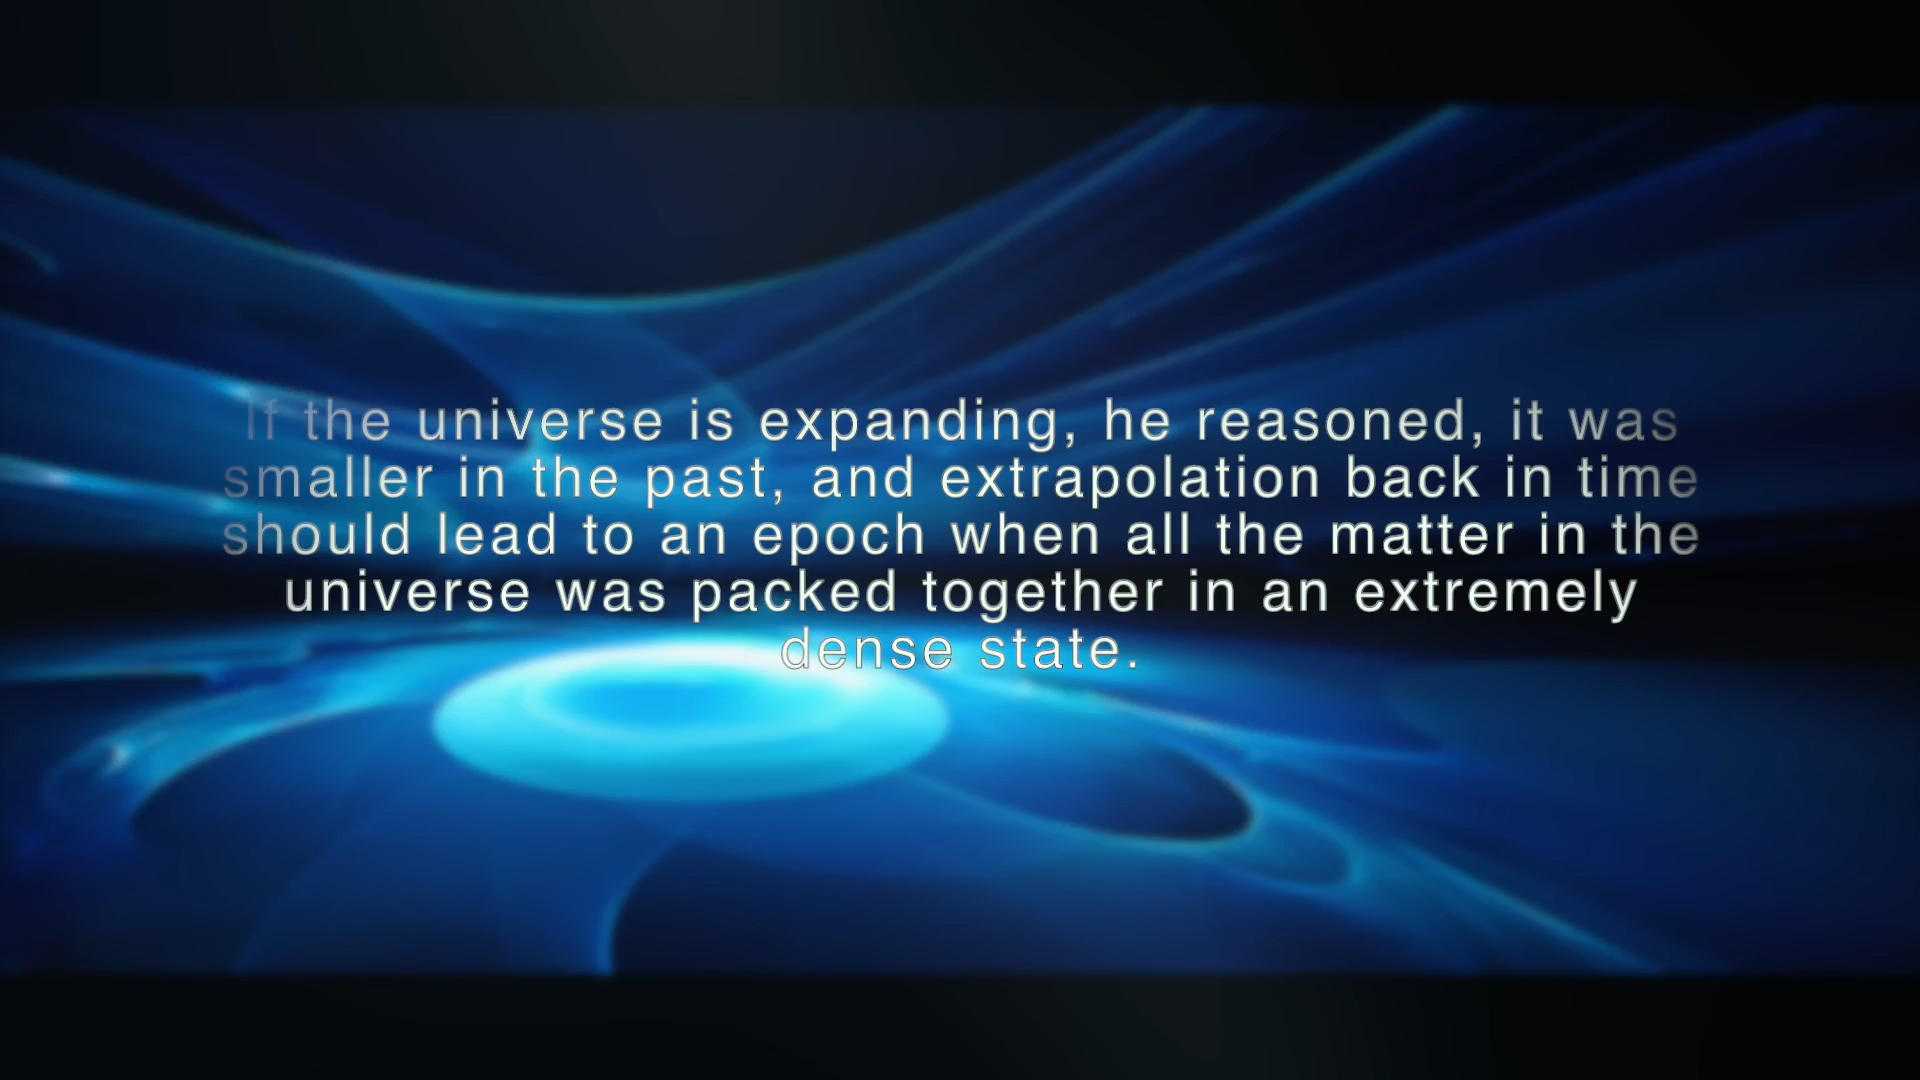 If the universe is expanding, he reasoned, it was
smaller in the past, and extrapolation back in time
should lead to an epoch when all the matter in the
universe was packed together in an extremely
dense state.